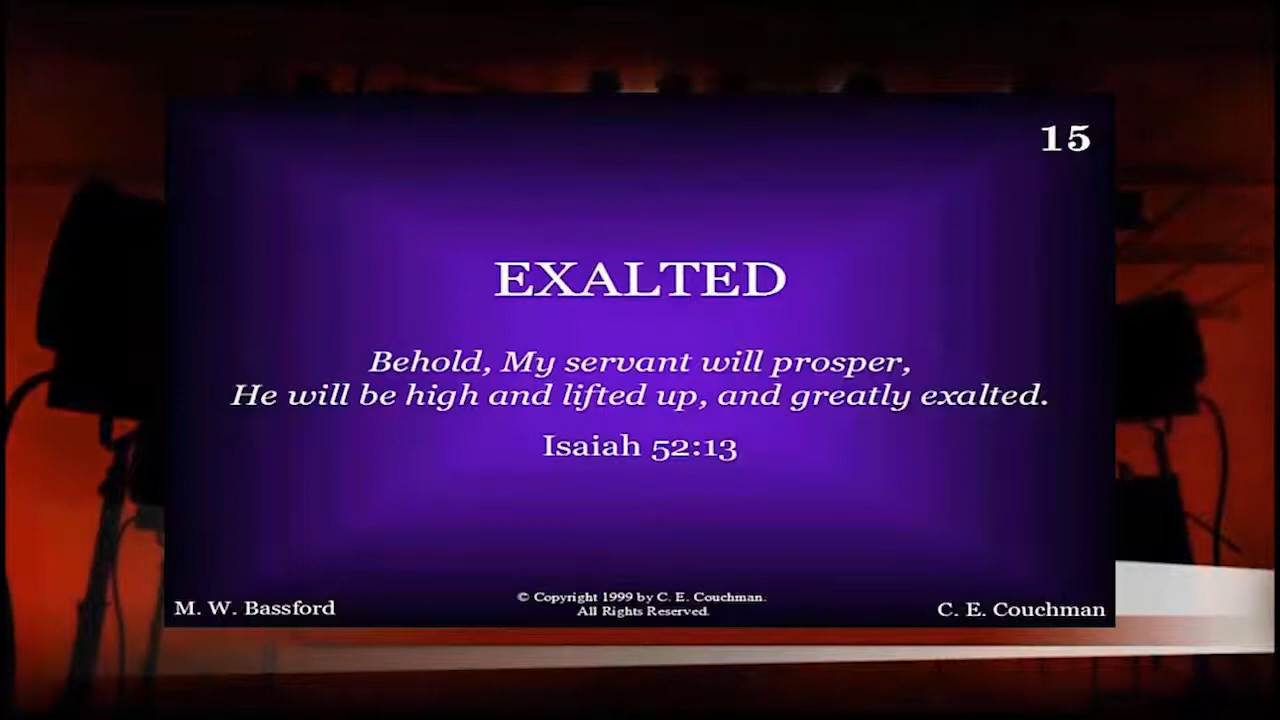 15
EXALTED
Behold, My servant will prosper,
He will be high and lifted up, and greatly exalted.
Isaiah 52:13
M. W. Bassford
© Copyright 1999 by C. E. Couchman.
All Rights Reserved.
C. E. Couchman